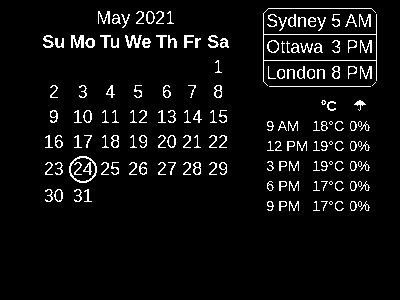 May 2021
Su Mo Tu We Th Fr Sa
1
2 3 4 5 6 7 8
9 10 11 12 13 14 15
16 17 18 19 20 21 22
23 24 25 26 27 28 29
30 31
Sydney 5 AM
Ottawa 3 PM
London 8 PM
°C ☂
9 AM 18°C 0%
12 PM 19°C 0%
3 PM 19°C 0%
6 PM 17°C 0%
9 PM 17°C 0%